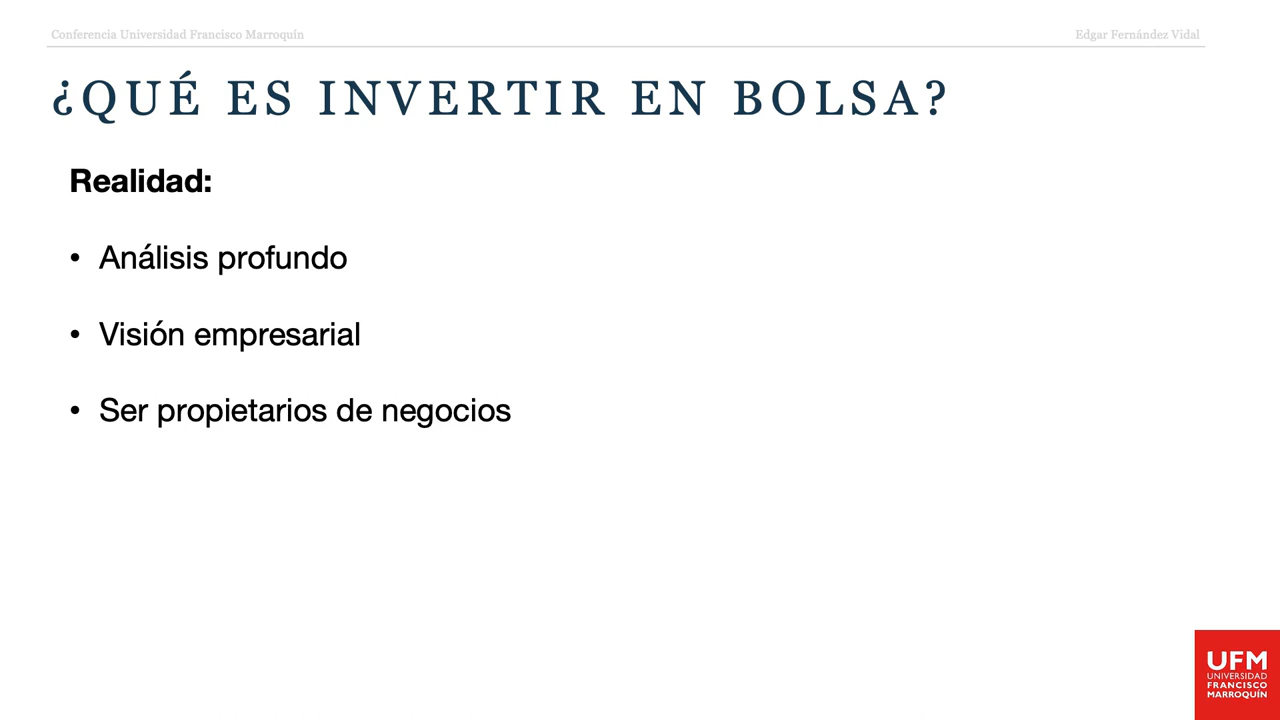 Conferencia Universidad Francisco Marroquín
Edgar Fernández Vidal
¿QUÉ ES INVERTIR EN BOLSA?
Realidad:
• Análisis profundo
• Visión empresarial
• Ser propietarios de negocios
UFM
UNIVERSIDAD
FRANCISCO
MARROQUÍN